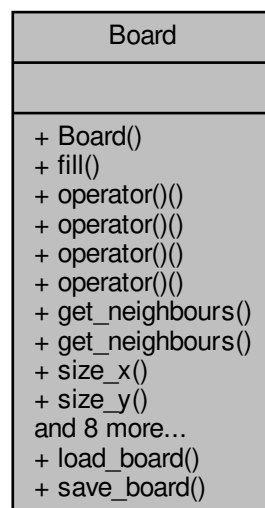 Board
+ Board()
+ fill()
+ operator()()
+ operator()()
+ operator()()
+ operator()()
+ get_neighbours()
+ get_neighbours()
+ size_x()
+ size_y()
and 8 more...
+ load_board()
+ save_board()